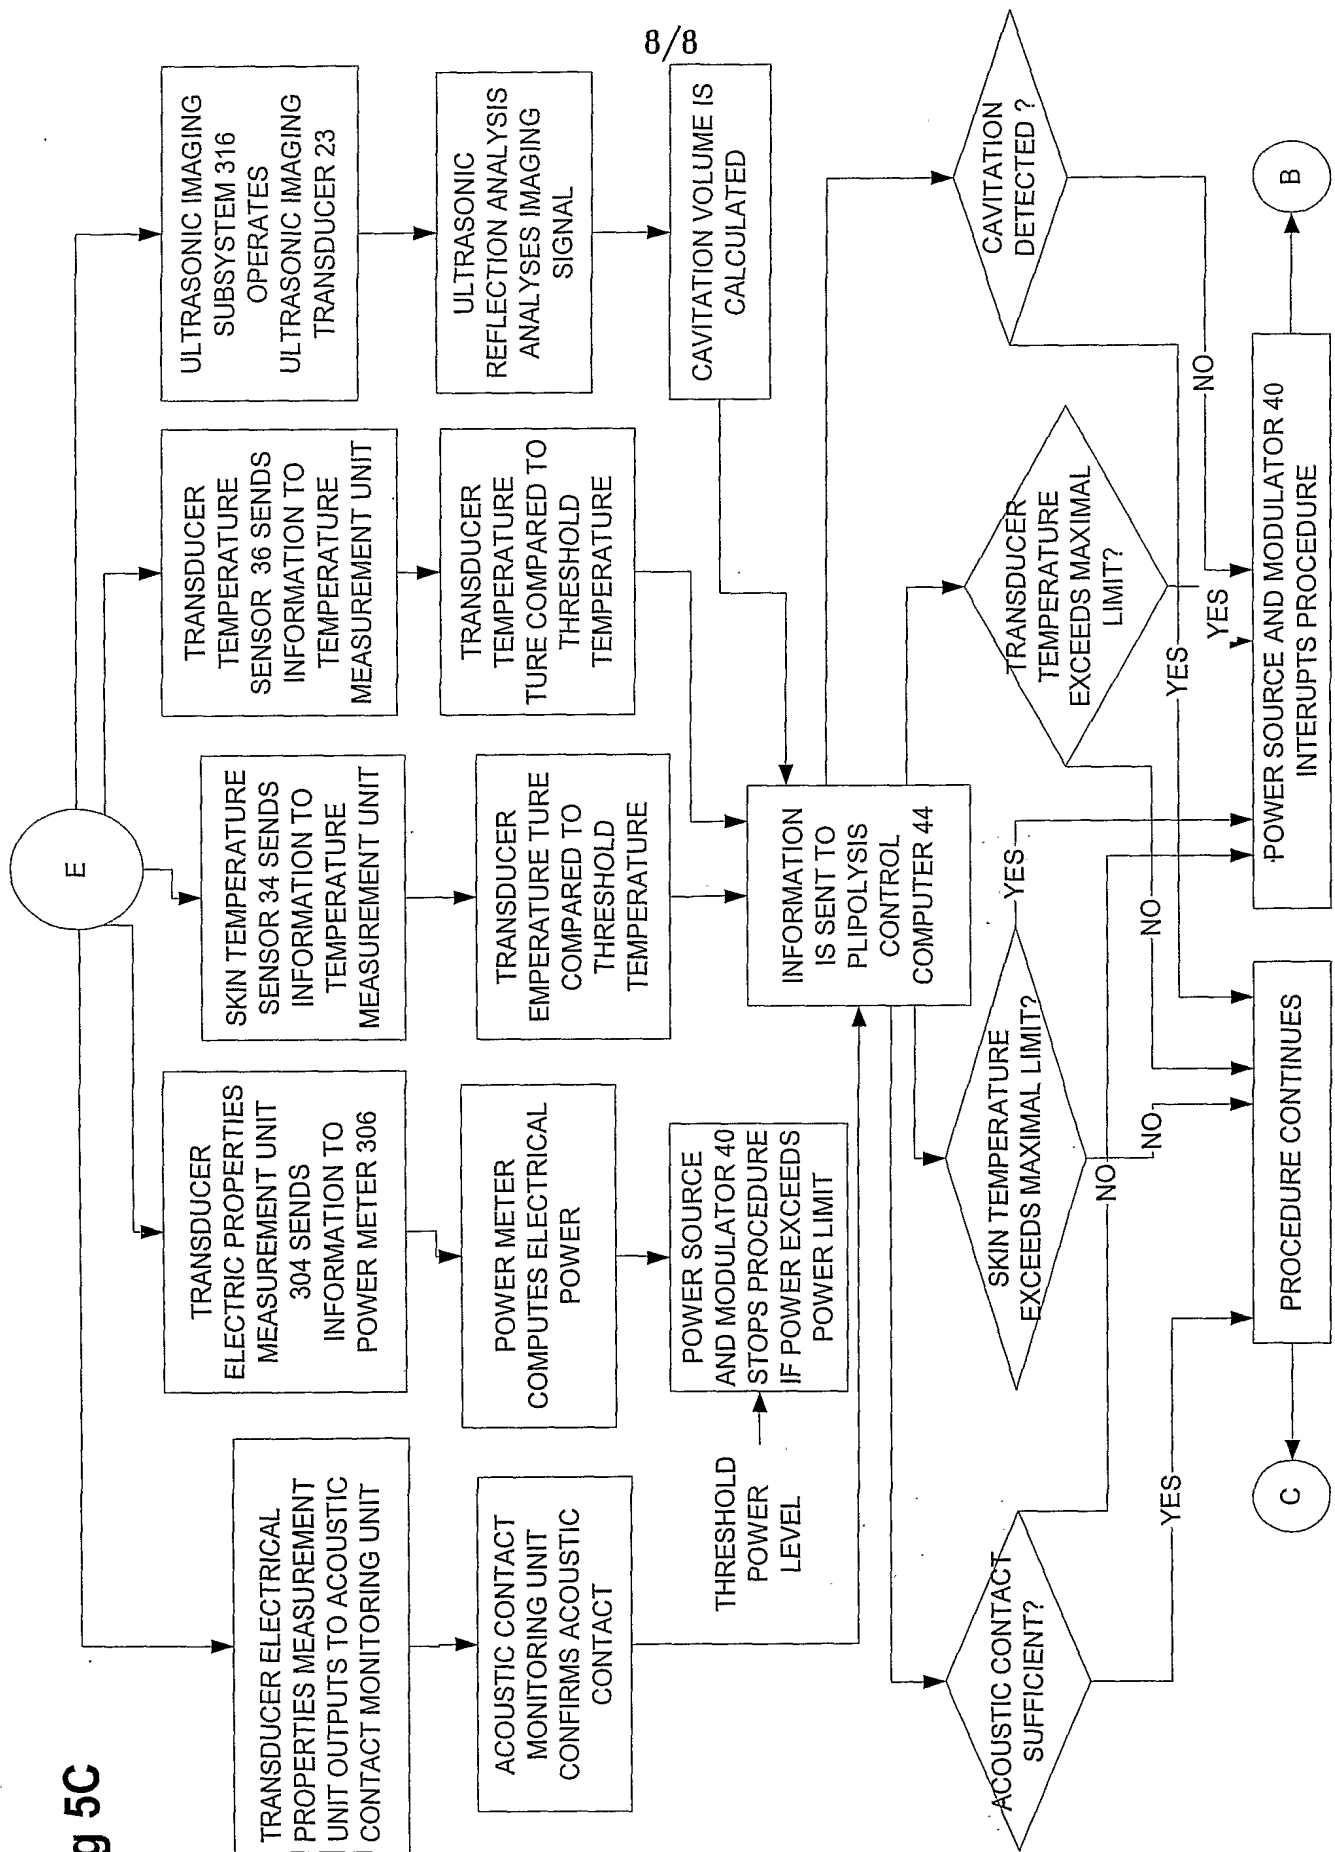 8/8
g 5C
E
TRANSDUCER ELECTRICAL
PROPERTIES MEASUREMENT
UNIT OUTPUTS TO ACOUSTIC
CONTACT MONITORING UNIT
TRANSDUCER
ELECTRIC PROPERTIES
MEASUREMENT UNIT
304 SENDS
INFORMATION TO
POWER METER 306
SKIN TEMPERATURE
SENSOR 34 SENDS
INFORMATION TO
TEMPERATURE
MEASUREMENT UNIT
TRANSDUCER
TEMPERATURE
SENSOR 36 SENDS
INFORMATION TO
TEMPERATURE
MEASUREMENT UNIT
ULTRASONIC IMAGING
SUBSYSTEM 316
OPERATES
ULTRASONIC IMAGING
TRANSDUCER 23
ACOUSTIC CONTACT
MONITORING UNIT
CONFIRMS ACOUSTIC
CONTACT
POWER METER
COMPUTES ELECTRICAL
POWER
TRANSDUCER
EMPERATURE TURE
COMPARED TO
THRESHOLD
TEMPERATURE
TRANSDUCER
TEMPERATURE
TURE COMPARED TO
THRESHOLD
TEMPERATURE
ULTRASONIC
REFLECTION ANALYSIS
ANALYSES IMAGING
SIGNAL
THRESHOLD
POWER
LEVEL
POWER SOURCE
AND MODULATOR 40
STOPS PROCEDURE
IF POWER EXCEEDS
POWER LIMIT
CAVITATION VOLUME IS
CALCULATED
INFORMATION
IS SENT TO
PLIPOLYSIS
CONTROL
COMPUTER 44
ACOUSTIC CONTACT
SUFFICIENT?
SKIN TEMPERATURE
EXCEEDS MAXIMAL LIMIT?
TRANSDUCER
TEMPERATURE
EXCEEDS MAXIMAL
LIMIT?
CAVITATION
DETECTED ?
YES
NO
NO
YES
NO
YES
YES
NO
C
PROCEDURE CONTINUES
POWER SOURCE AND MODULATOR 40
INTERUPTS PROCEDURE
B